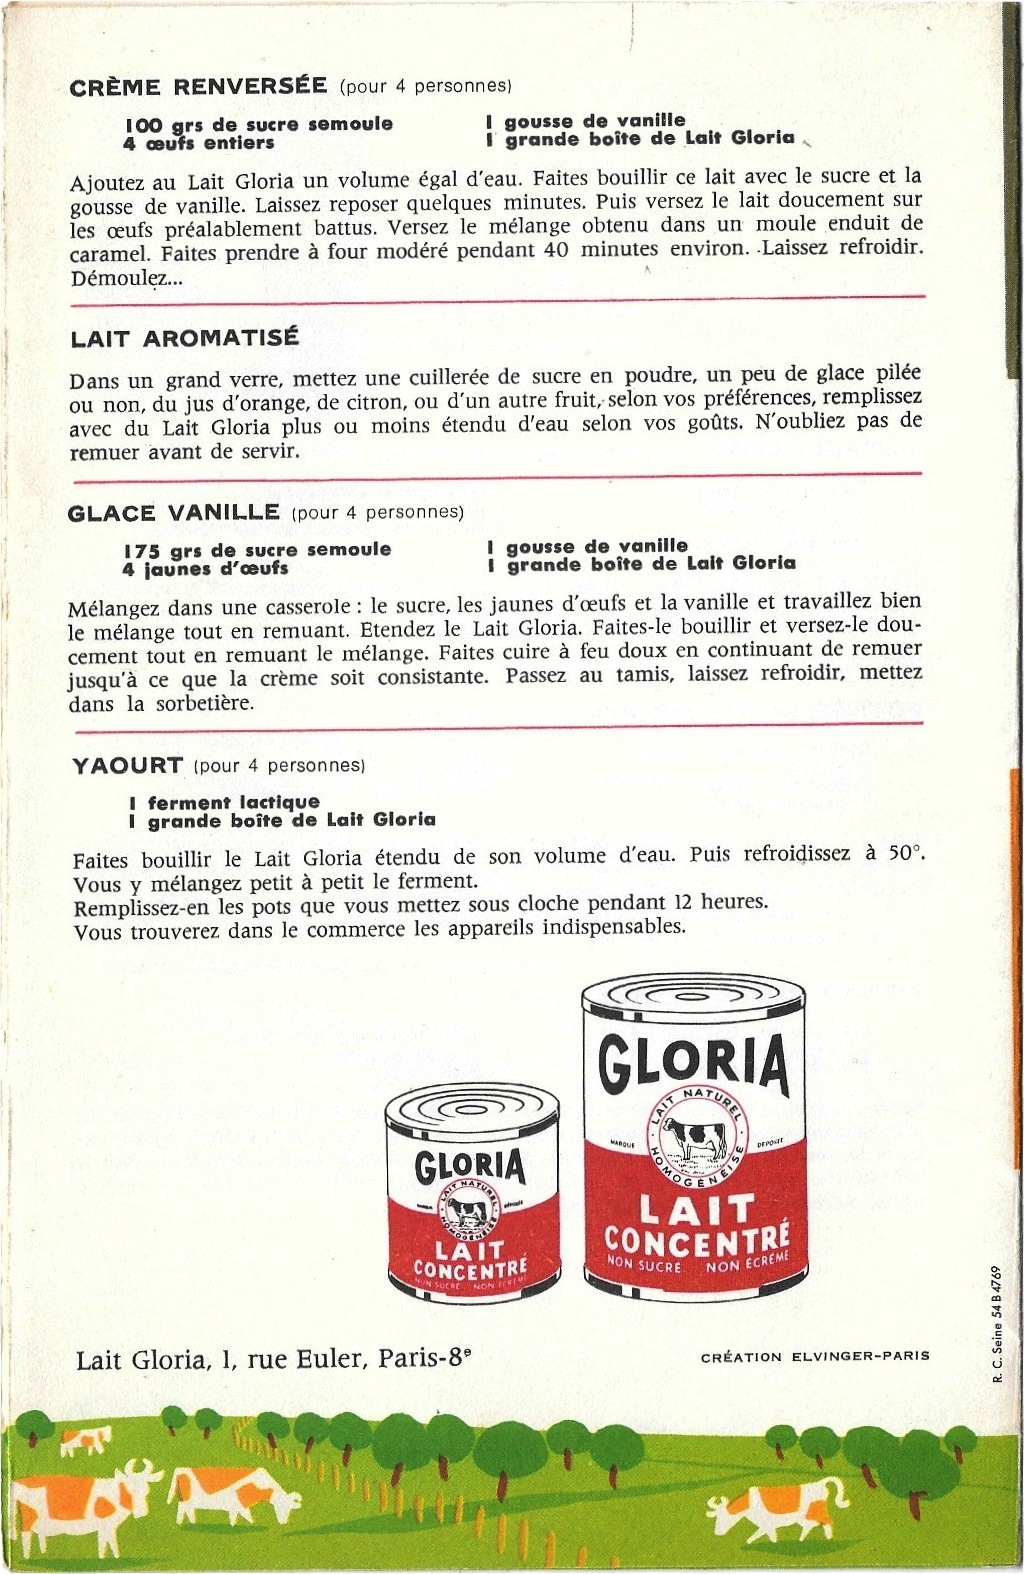 CRÈME RENVERSÉE (pour 4 personnes)
100 grs de sucre semoule
4 œufs entiers
1 gousse de vanille
1 grande boîte de Lait Gloria
Ajoutez au Lait Gloria un volume égal d'eau. Faites bouillir ce lait avec le sucre et la
gousse de vanille. Laissez reposer quelques minutes. Puis versez le lait doucement sur
les œufs préalablement battus. Versez le mélange obtenu dans un moule enduit de
caramel. Faites prendre à four modéré pendant 40 minutes environ. Laissez refroidir.
Démoulez...
LAIT AROMATISÉ
Dans un grand verre, mettez une cuillerée de sucre en poudre, un peu de glace pilée
ou non, du jus d'orange, de citron, ou d'un autre fruit, selon vos préférences, remplissez
avec du Lait Gloria plus ou moins étendu d'eau selon vos goûts. N'oubliez pas de
remuer avant de servir.
GLACE VANILLE (pour 4 personnes)
175 grs de sucre semoule
4 jaunes d'œufs
1 gousse de vanille
1 grande boîte de Lait Gloria
Mélangez dans une casserole : le sucre, les jaunes d'œufs et la vanille et travaillez bien
le mélange tout en remuant. Etendez le Lait Gloria. Faites-le bouillir et versez-le dou-
cement tout en remuant le mélange. Faites cuire à feu doux en continuant de remuer
jusqu'à ce que la crème soit consistante. Passez au tamis, laissez refroidir, mettez
dans la sorbetière.
YAOURT (pour 4 personnes)
1 ferment lactique
1 grande boîte de Lait Gloria
Faites bouillir le Lait Gloria étendu de son volume d'eau. Puis refroidissez à 50°.
Vous y mélangez petit à petit le ferment.
Remplissez-en les pots que vous mettez sous cloche pendant 12 heures.
Vous trouverez dans le commerce les appareils indispensables.
GLORIA
LAIT NATUREL
HOMOGÉNÉISÉ
MARQUE DÉPOSÉE
LAIT
CONCENTRÉ
NON SUCRÉ NON ÉCRÉMÉ
GLORIA
LAIT NATUREL
HOMOGÉNÉISÉ
MARQUE DÉPOSÉE
LAIT
CONCENTRÉ
NON SUCRÉ NON ÉCRÉMÉ
Lait Gloria, 1, rue Euler, Paris-8e
CRÉATION ELVINGER-PARIS
R. C. Seine 54 B 4769